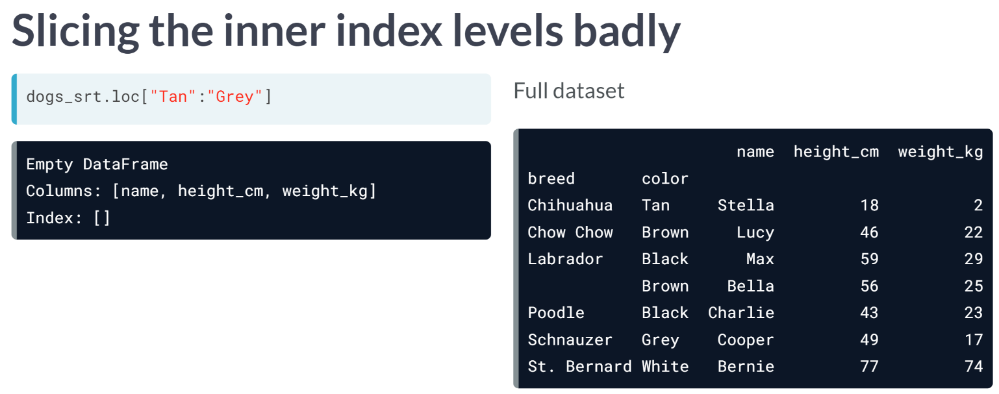 Slicing the inner index levels badly
dogs_srt.loc["Tan":"Grey"]
Empty DataFrame
Columns: [name, height_cm, weight_kg]
Index: []
Full dataset
name height_cm weight_kg
breed color
Chihuahua Tan Stella 18 2
Chow Chow Brown Lucy 46 22
Labrador Black Max 59 29
Brown Bella 56 25
Poodle Black Charlie 43 23
Schnauzer Grey Cooper 49 17
St. Bernard White Bernie 77 74